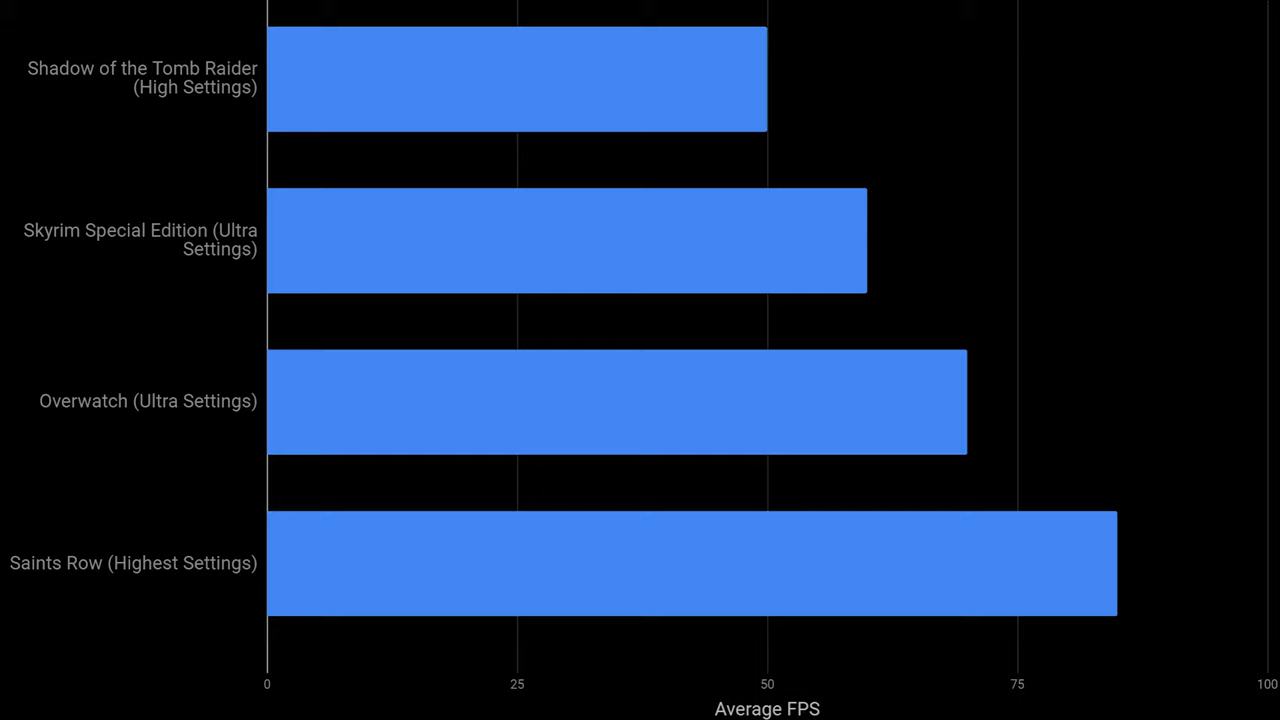 Shadow of the Tomb Raider
(High Settings)
Skyrim Special Edition (Ultra
Settings)
Overwatch (Ultra Settings)
Saints Row (Highest Settings)
0 25 50 75 100
Average FPS